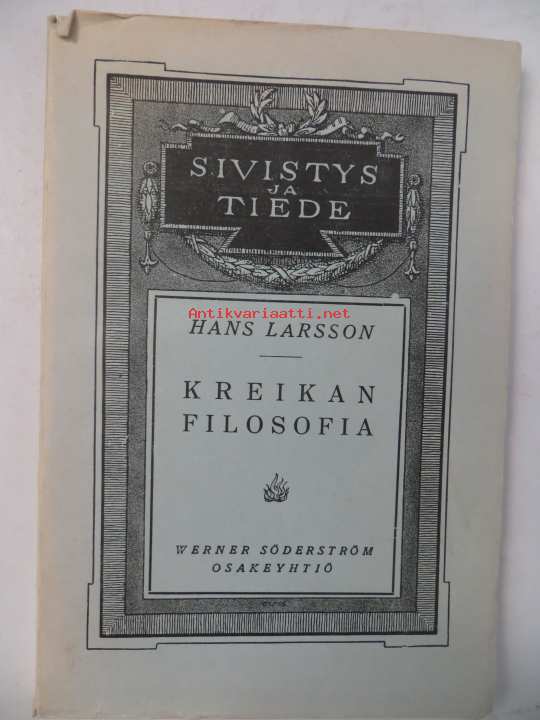 SIVISTYS
JA
TIEDE
Antikvariaatti.net
HANS LARSSON
KREIKAN
FILOSOFIA
WERNER SÖDERSTRÖM
OSAKEYHTIÖ